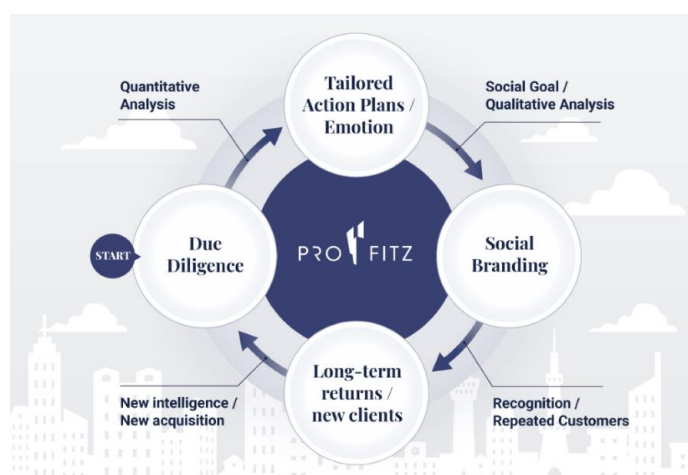 Quantitative
Analysis
Tailored
Action Plans /
Emotion
Social Goal /
Qualitative Analysis
START
Due
Diligence
PRO FITZ
Social
Branding
New intelligence /
New acquisition
Long-term
returns /
new clients
Recognition /
Repeated Customers